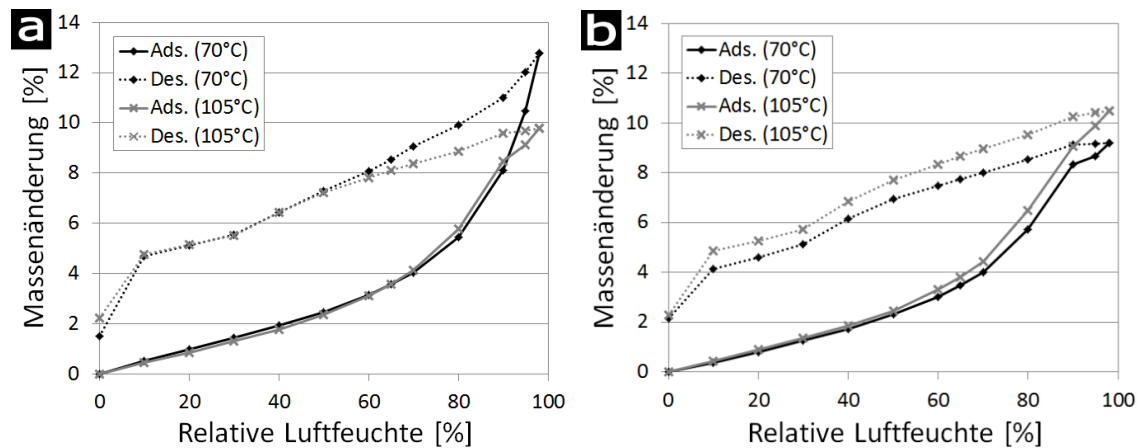 a
Massenänderung [%]
14
12
10
8
6
4
2
0
Ads. (70°C)
Des. (70°C)
Ads. (105°C)
Des. (105°C)
0 20 40 60 80 100
Relative Luftfeuchte [%]
b
Massenänderung [%]
14
12
10
8
6
4
2
0
Ads. (70°C)
Des. (70°C)
Ads. (105°C)
Des. (105°C)
0 20 40 60 80 100
Relative Luftfeuchte [%]